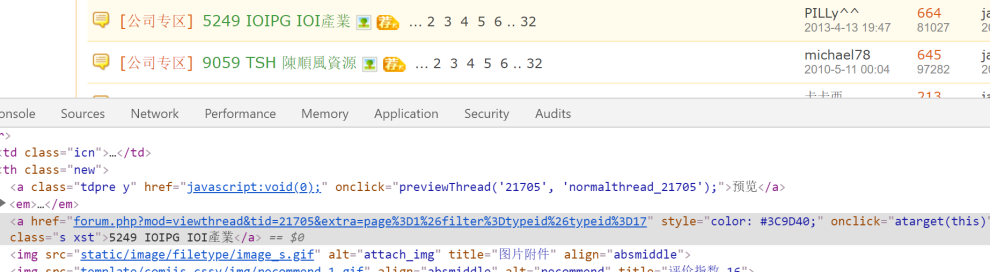 [公司专区] 5249 IOIPG IOI產業 荐 ... 2 3 4 5 6 .. 32 PILLy^^ 664
2013-4-13 19:47 81027
[公司专区] 9059 TSH 陳順風資源 荐 ... 2 3 4 5 6 .. 32 michael78 645 ja
2010-5-11 00:04 97282
卡卡西 213
onsole Sources Network Performance Memory Application Security Audits
r>
<td class="icn">…</td>
<th class="new">
<a class="tdpre y" href="javascript:void(0);" onclick="previewThread('21705', 'normalthread_21705');">预览</a>
<em>…</em>
<a href="forum.php?mod=viewthread&tid=21705&extra=page%3D1%26filter%3Dtypeid%26typeid%3D17" style="color: #3C9D40;" onclick="atarget(this)"
class="s xst">5249 IOIPG IOI產業</a> == $0
<img src="static/image/filetype/image_s.gif" alt="attach_img" title="图片附件" align="absmiddle">
<img src="template/comiis_cssy/img/recommend_1.gif" align="absmiddle" alt="recommend" title="评价指数 16">